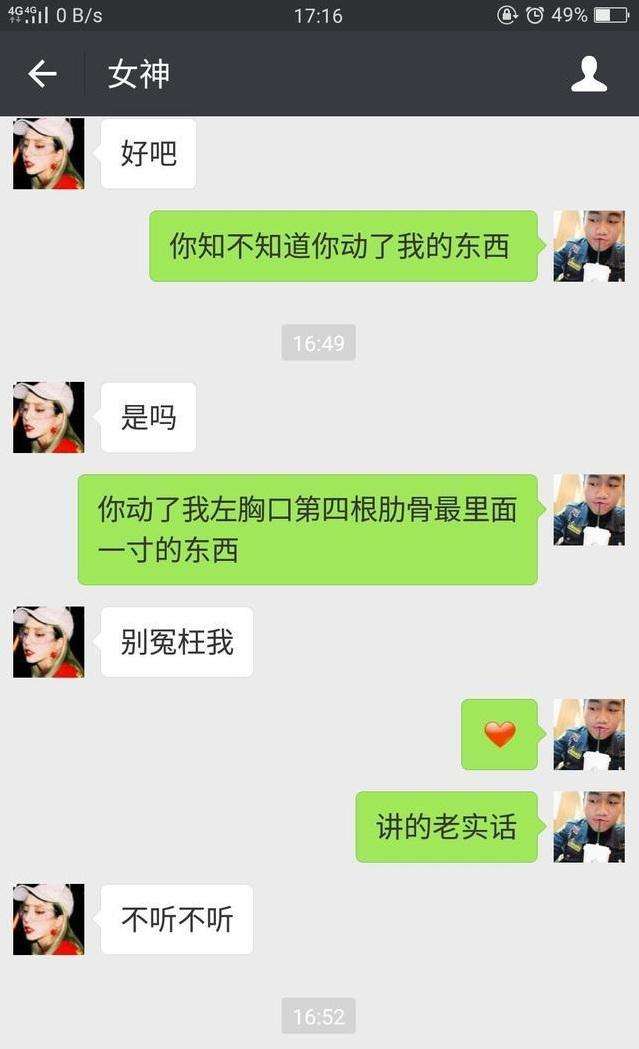 4G 4G 0 B/s 17:16 49%
女神
好吧
你知不知道你动了我的东西
16:49
是吗
你动了我左胸口第四根肋骨最里面
一寸的东西
别冤枉我
讲的老实话
不听不听
16:52